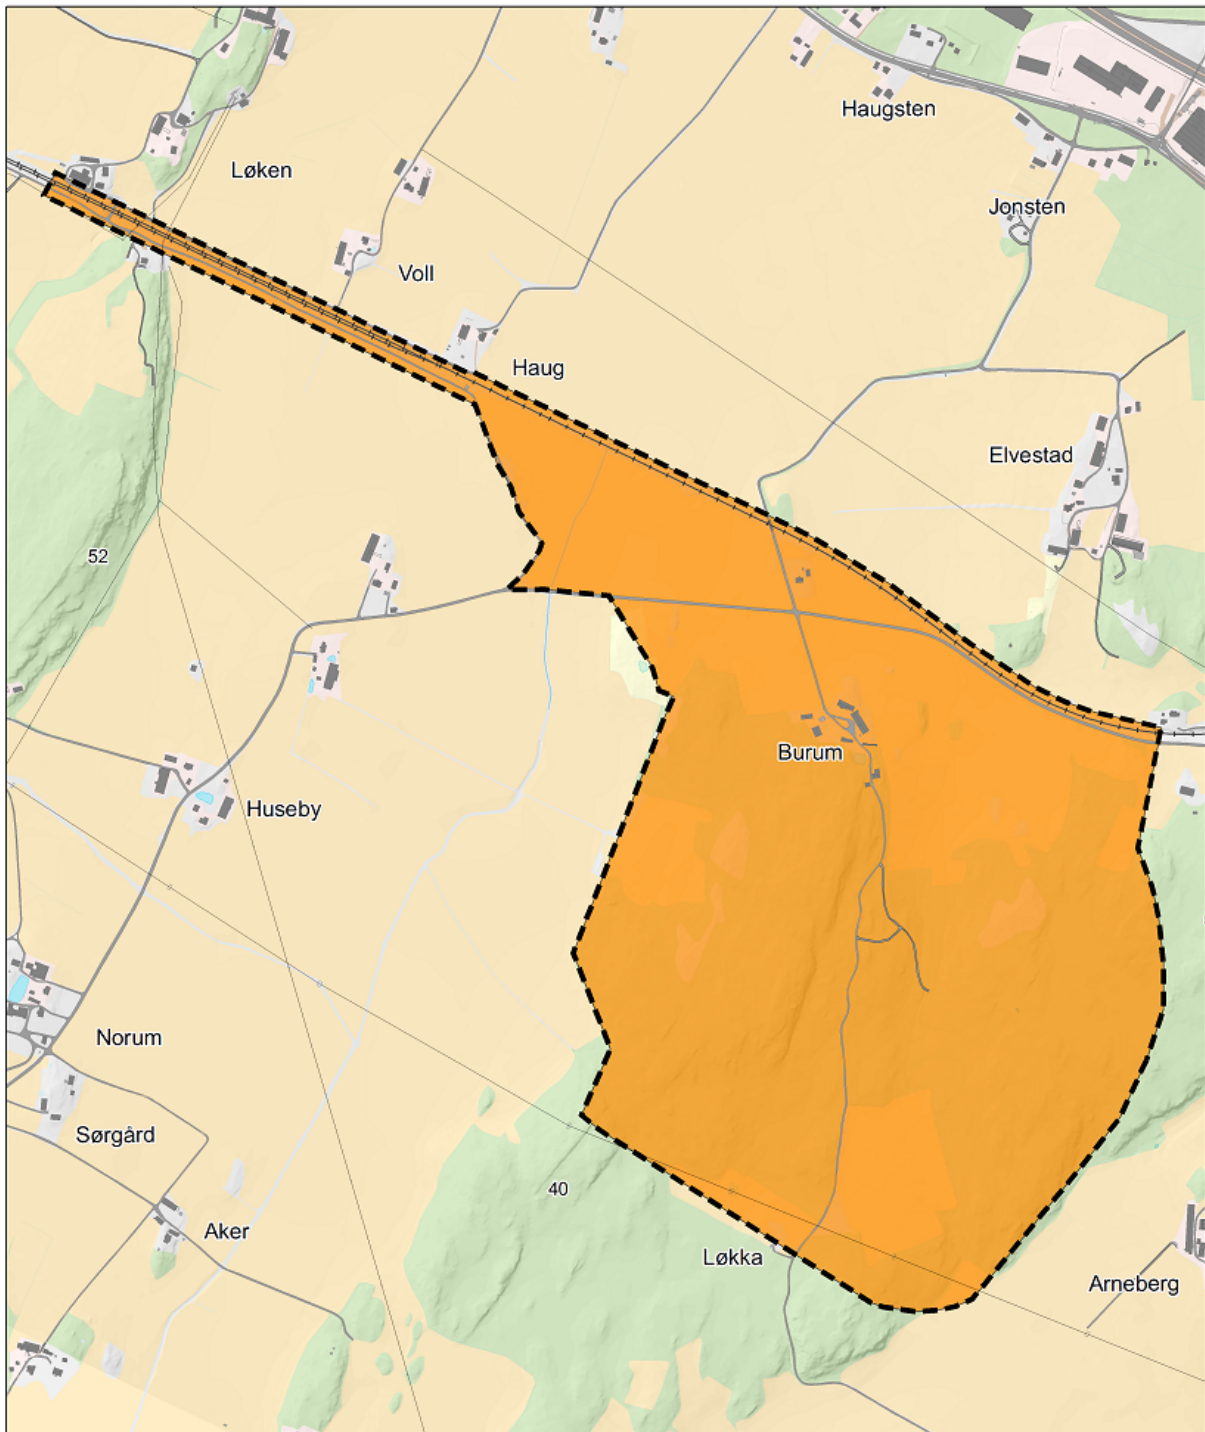 Haugsten
Løken
Jonsten
Voll
Haug
Elvestad
52
Burum
Huseby
Norum
Sørgård
40
Aker
Løkka
Arneberg